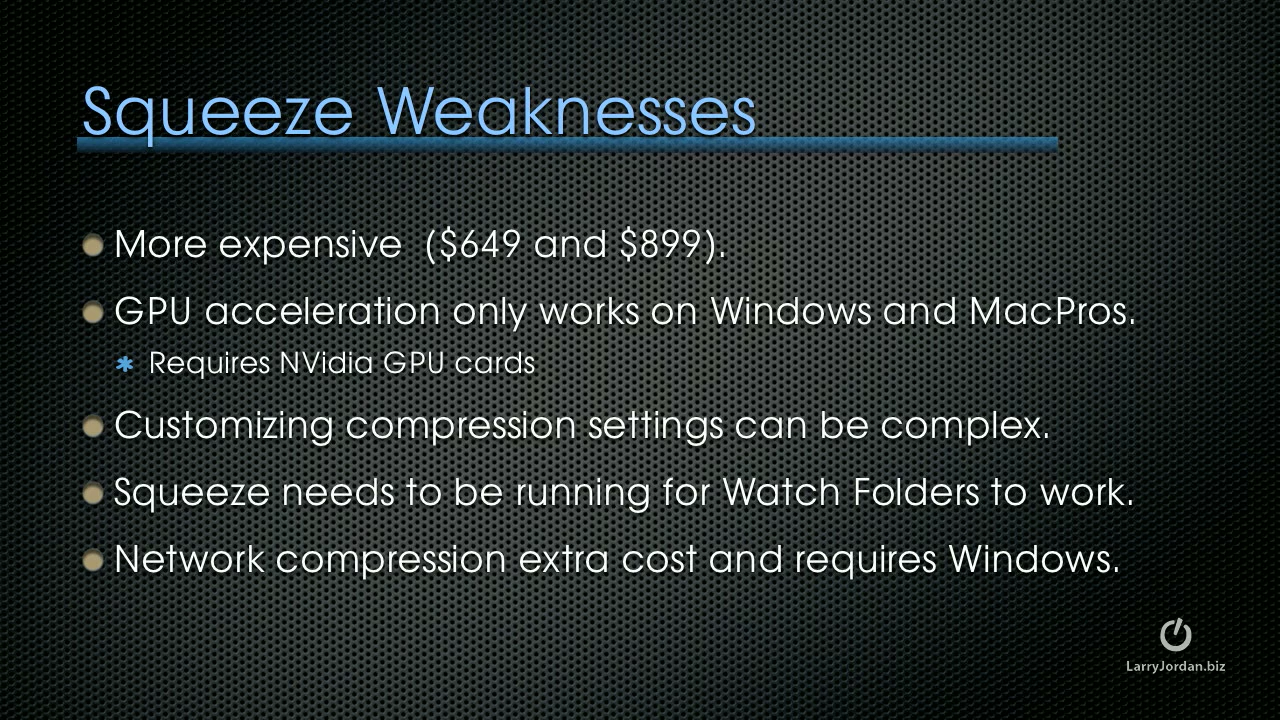 Squeeze Weaknesses
More expensive  ($649 and $899).
GPU acceleration only works on Windows and MacPros.
Requires NVidia GPU cards
Customizing compression settings can be complex.
Squeeze needs to be running for Watch Folders to work.
Network compression extra cost and requires Windows.
LarryJordan.biz